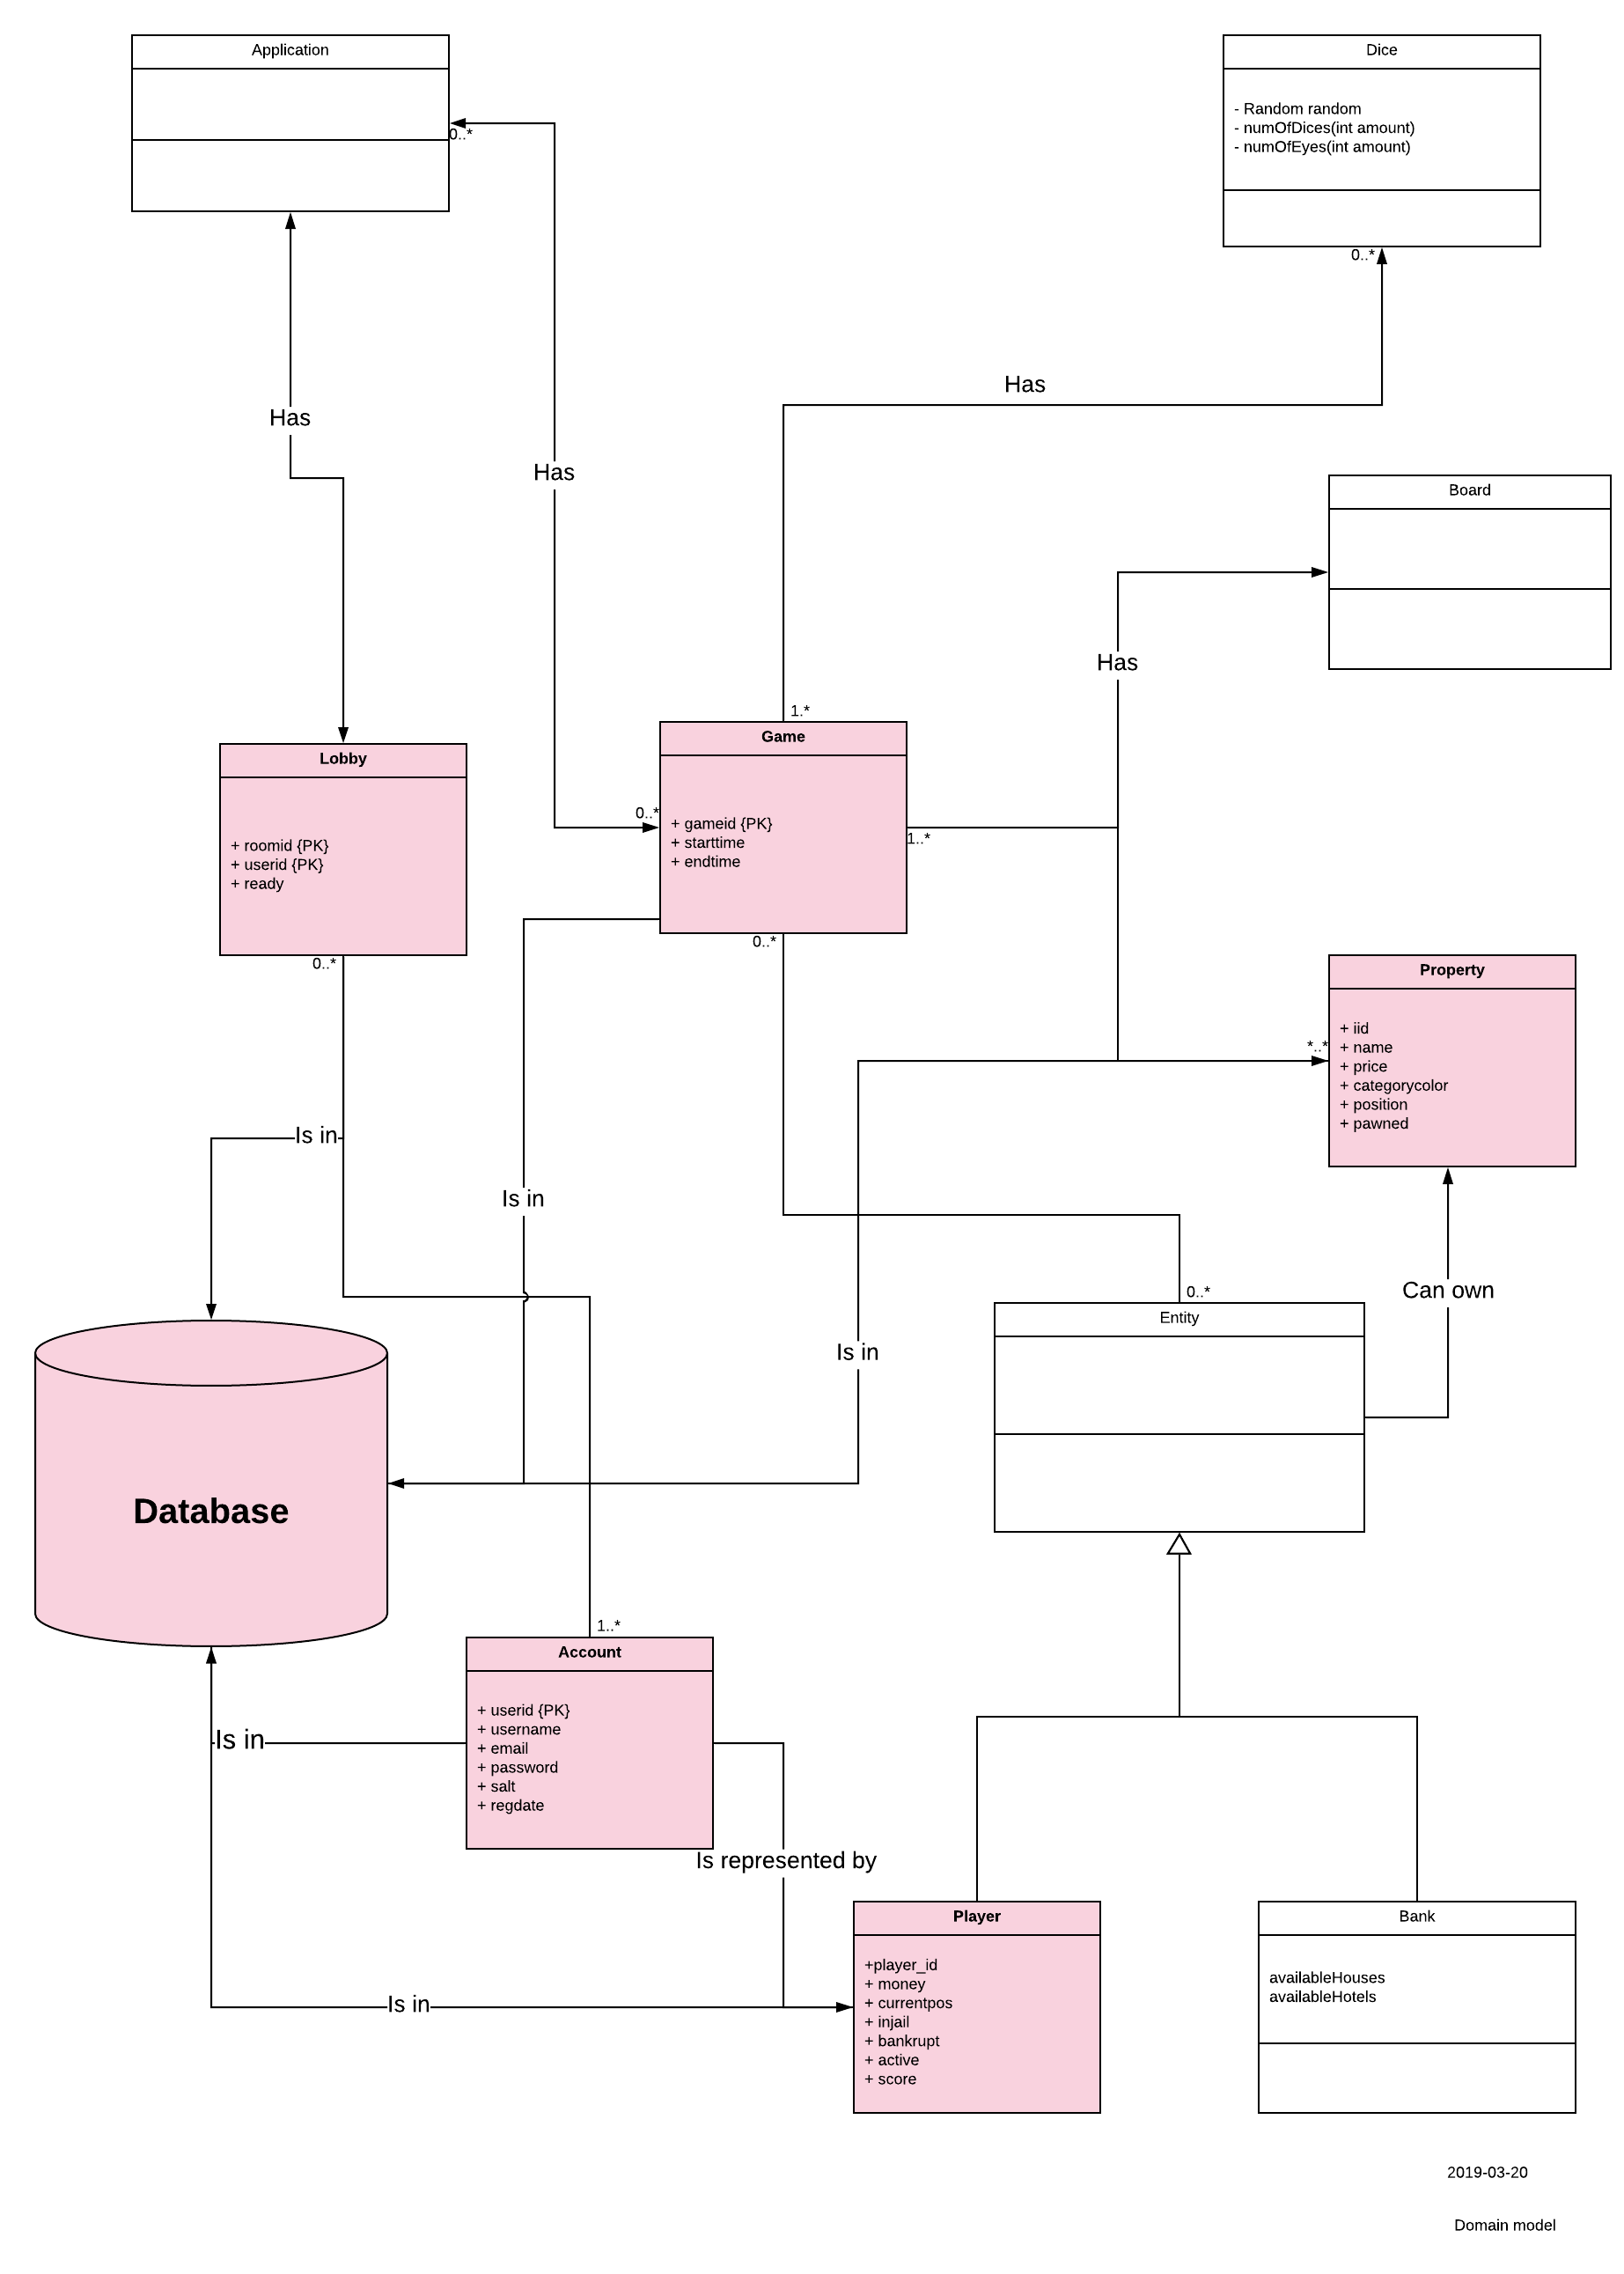 Application
0..*
Dice
- Random random
- numOfDices(int amount)
- numOfEyes(int amount)
0..*
Has
Has
Has
Board
Has
1.*
Game
0..*
+ gameid {PK}
+ starttime
+ endtime
1..*
0..*
Lobby
+ roomid {PK}
+ userid {PK}
+ ready
0..*
Property
*..*
+ iid
+ name
+ price
+ categorycolor
+ position
+ pawned
Is in
Is in
Can own
0..*
Entity
Is in
Database
1..*
Account
+ userid {PK}
+ username
+ email
+ password
+ salt
+ regdate
Is in
Is represented by
Player
+player_id
+ money
+ currentpos
+ injail
+ bankrupt
+ active
+ score
Is in
Bank
availableHouses
availableHotels
2019-03-20
Domain model